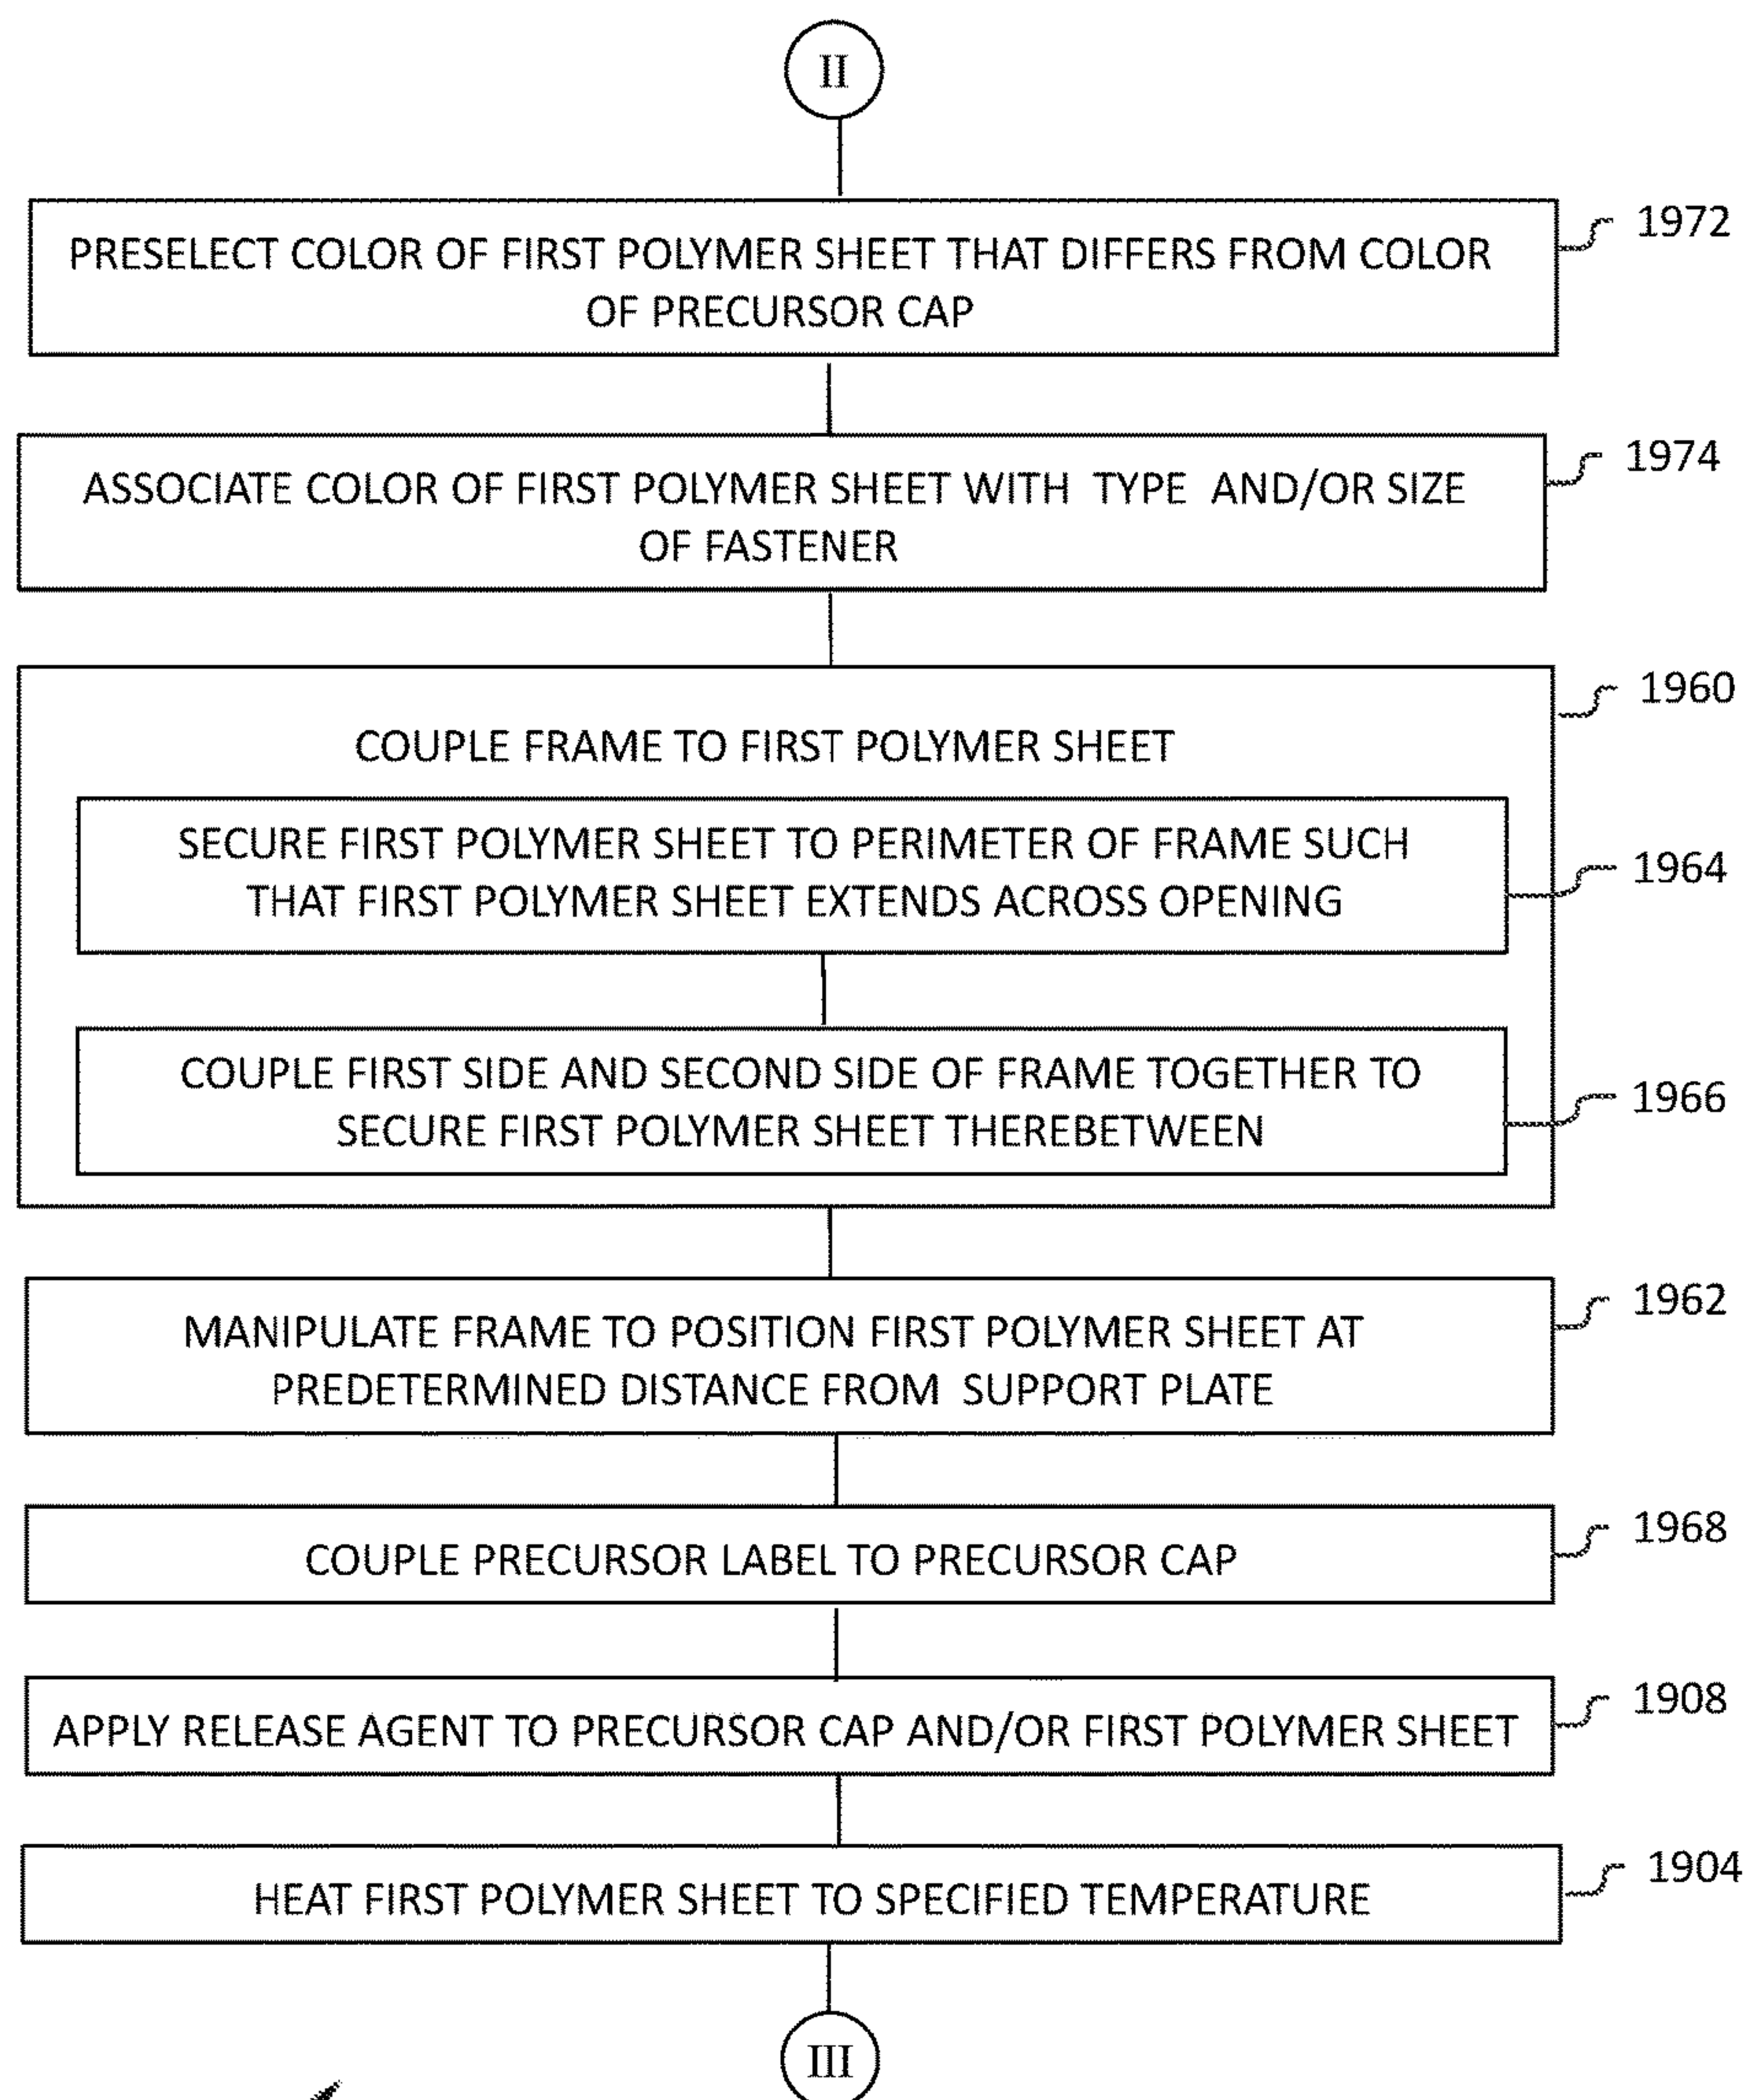 II
PRESELECT COLOR OF FIRST POLYMER SHEET THAT DIFFERS FROM COLOR
OF PRECURSOR CAP
1972
ASSOCIATE COLOR OF FIRST POLYMER SHEET WITH TYPE AND/OR SIZE
OF FASTENER
1974
COUPLE FRAME TO FIRST POLYMER SHEET
1960
SECURE FIRST POLYMER SHEET TO PERIMETER OF FRAME SUCH
THAT FIRST POLYMER SHEET EXTENDS ACROSS OPENING
1964
COUPLE FIRST SIDE AND SECOND SIDE OF FRAME TOGETHER TO
SECURE FIRST POLYMER SHEET THEREBETWEEN
1966
MANIPULATE FRAME TO POSITION FIRST POLYMER SHEET AT
PREDETERMINED DISTANCE FROM SUPPORT PLATE
1962
COUPLE PRECURSOR LABEL TO PRECURSOR CAP
1968
APPLY RELEASE AGENT TO PRECURSOR CAP AND/OR FIRST POLYMER SHEET
1908
HEAT FIRST POLYMER SHEET TO SPECIFIED TEMPERATURE
1904
III